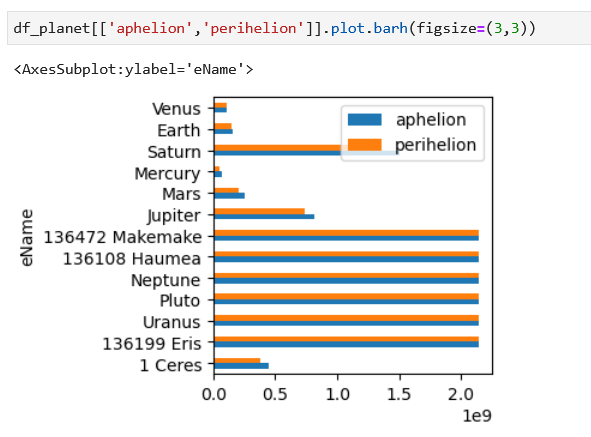 df_planet[['aphelion','perihelion']].plot.barh(figsize=(3,3))
<AxesSubplot:ylabel='eName'>
aphelion
perihelion
eName
Venus
Earth
Saturn
Mercury
Mars
Jupiter
136472 Makemake
136108 Haumea
Neptune
Pluto
Uranus
136199 Eris
1 Ceres
0.0 0.5 1.0 1.5 2.0
1e9